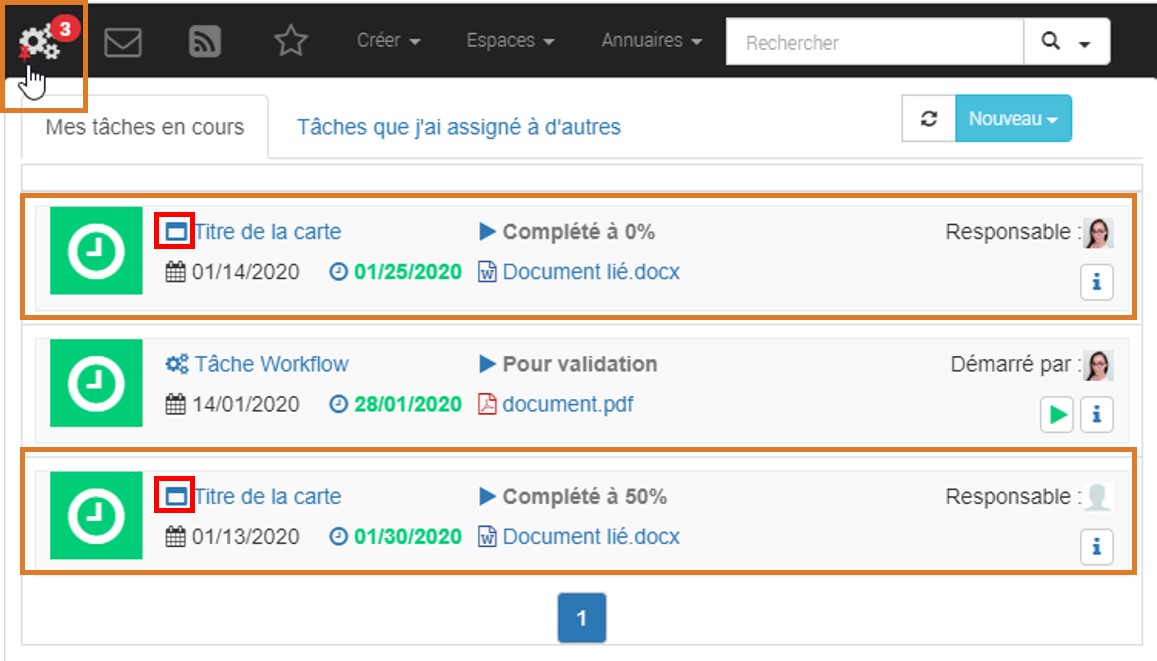 3
Créer Espaces Annuaires Rechercher
Mes tâches en cours Tâches que j'ai assigné à d'autres Nouveau
Titre de la carte Complété à 0% Responsable :
01/14/2020 01/25/2020 Document lié.docx
Tâche Workflow Pour validation Démarré par :
14/01/2020 28/01/2020 document.pdf
Titre de la carte Complété à 50% Responsable :
01/13/2020 01/30/2020 Document lié.docx
1